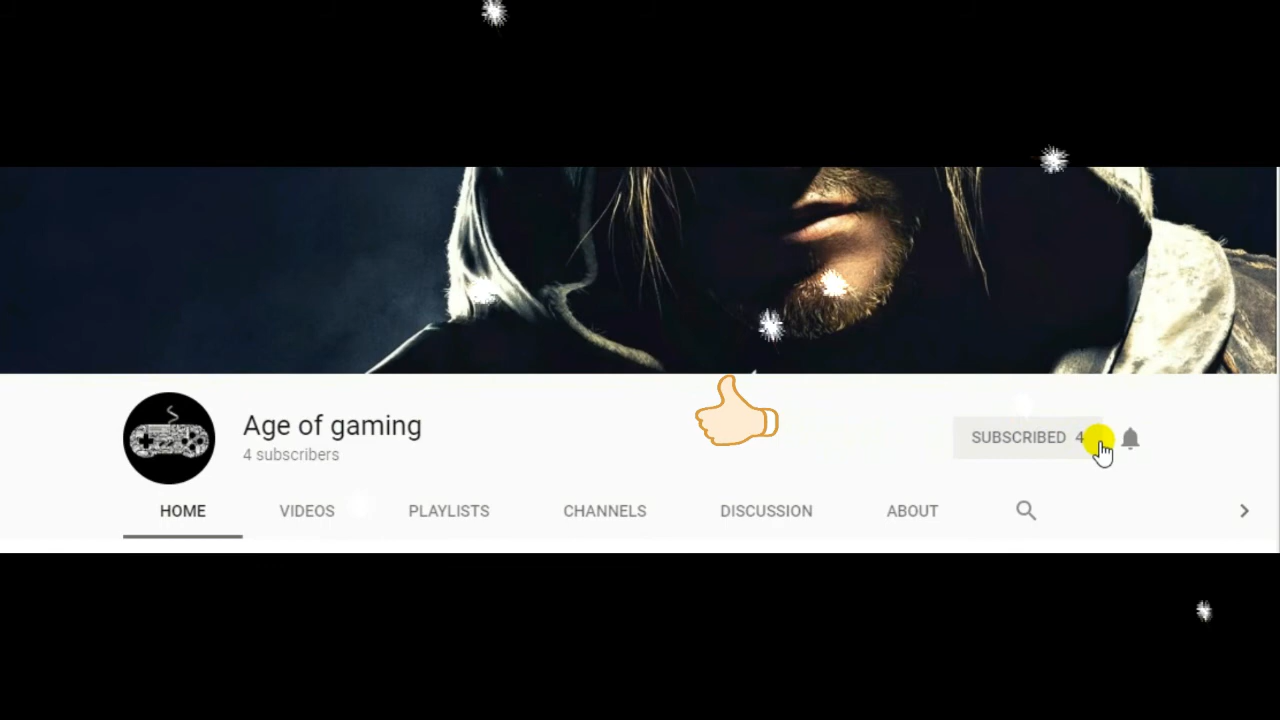 Age of gaming
4 subscribers
SUBSCRIBED 4
HOME VIDEOS PLAYLISTS CHANNELS DISCUSSION ABOUT